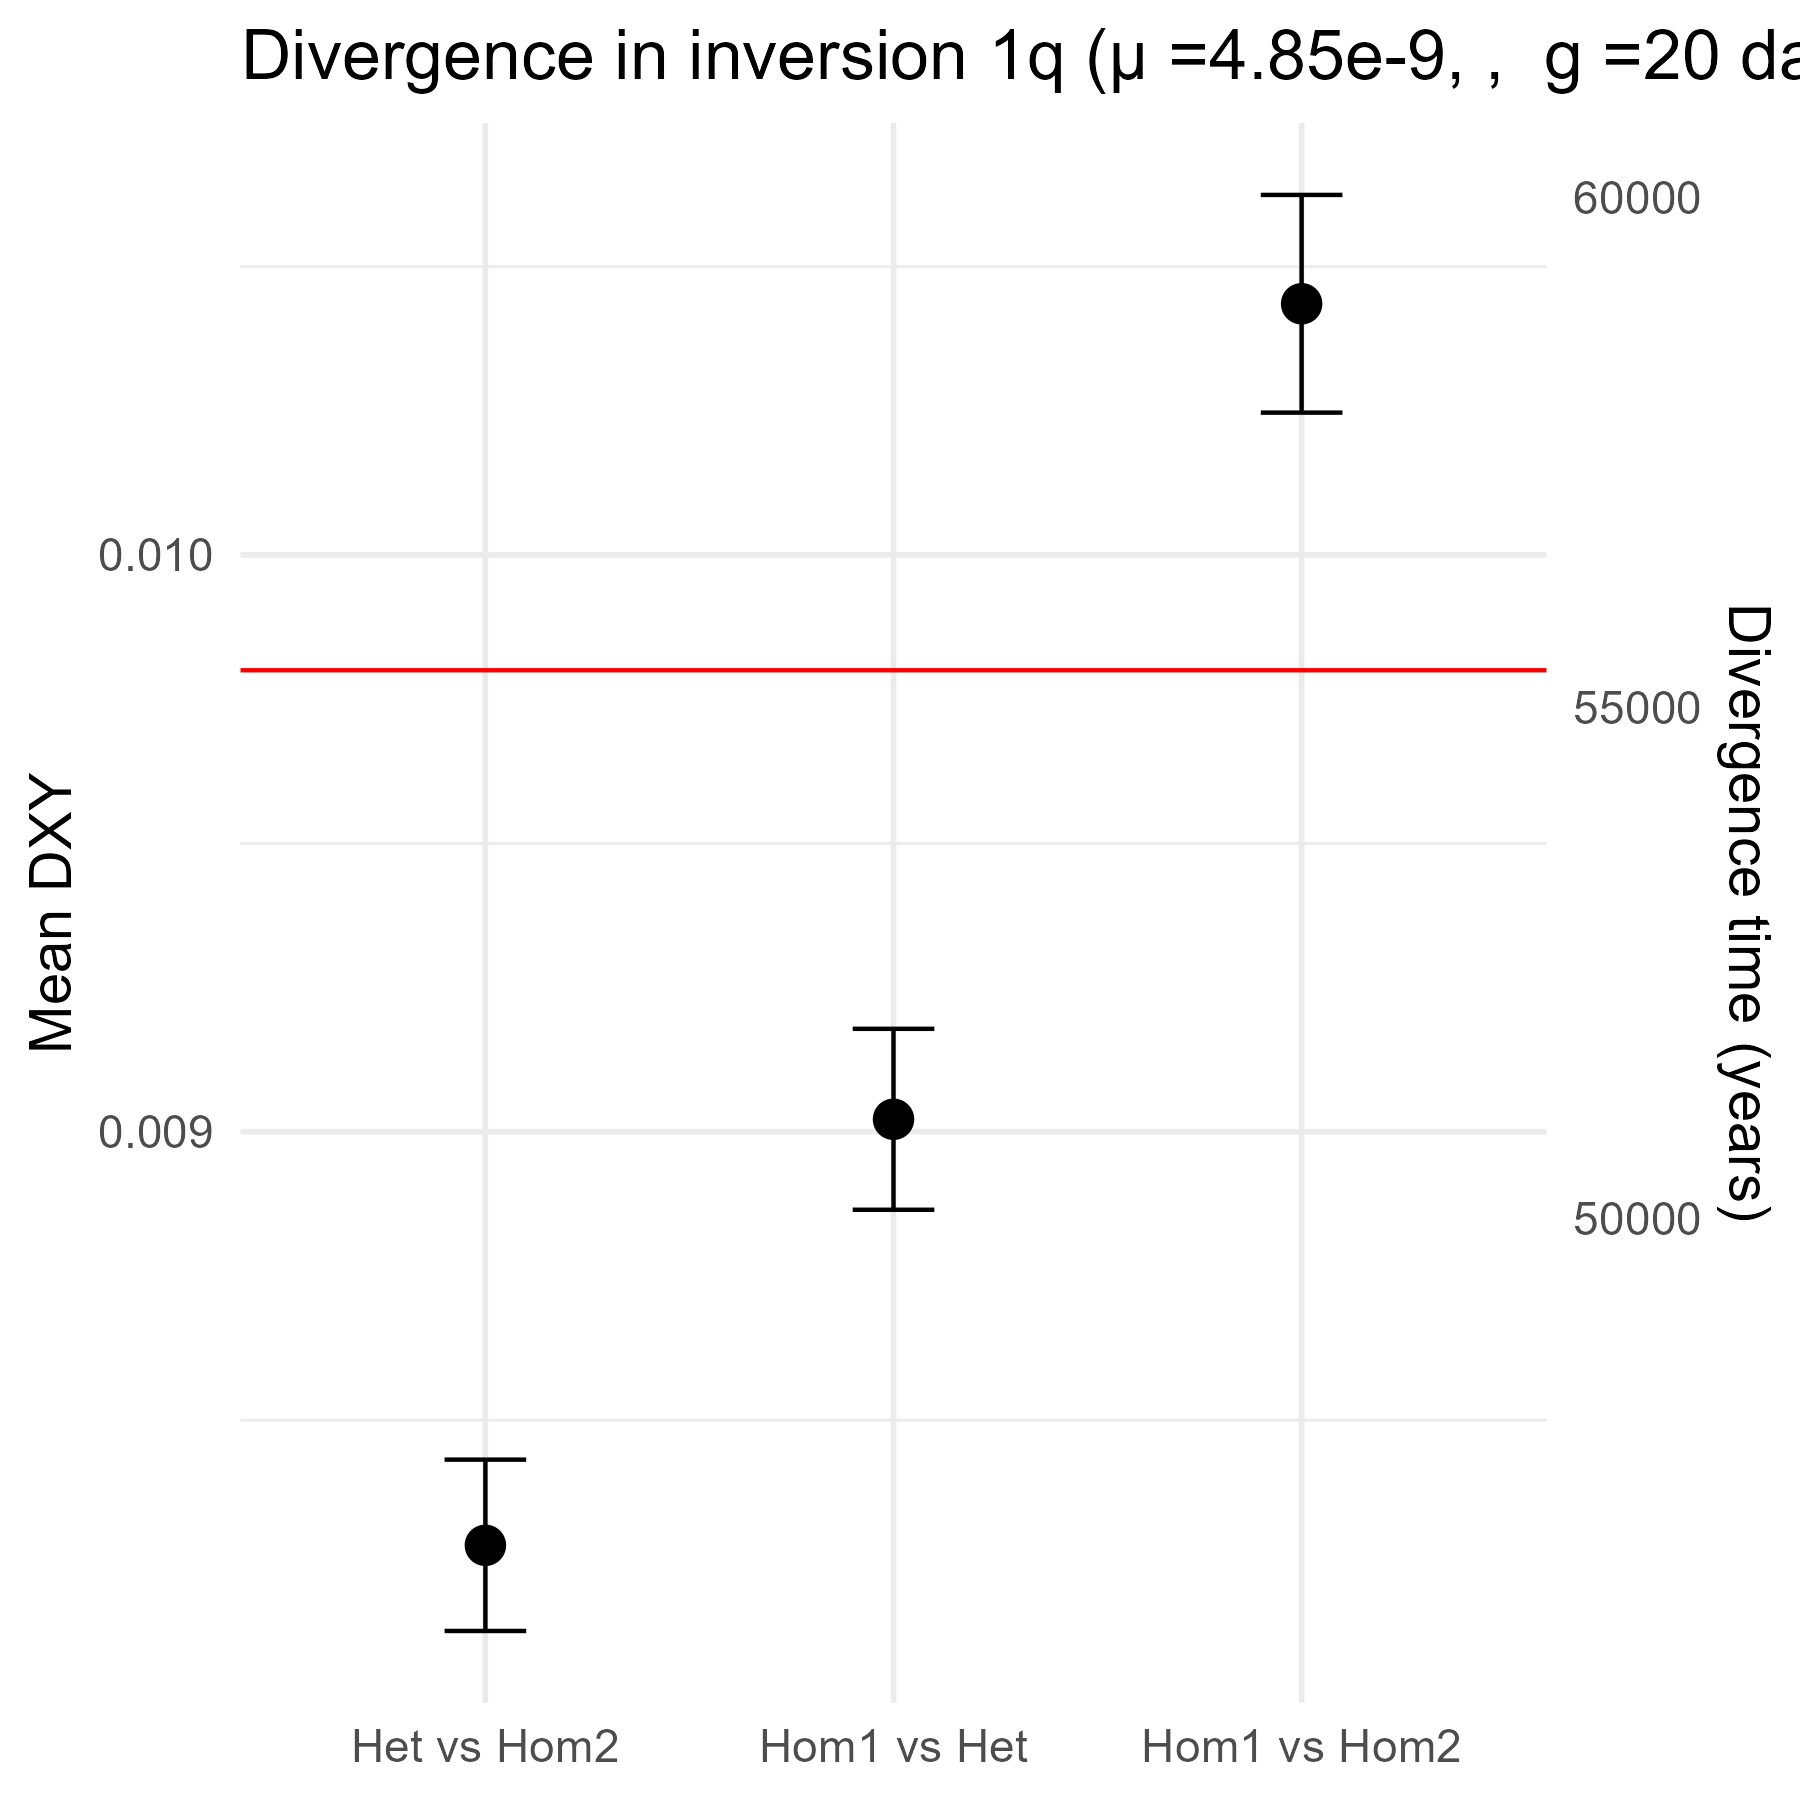 Divergence in inversion 1q (μ =4.85e-9, ,  g =20 da
60000
0.010
55000
Mean DXY
Divergence time (years)
0.009
50000
Het vs Hom2
Hom1 vs Het
Hom1 vs Hom2